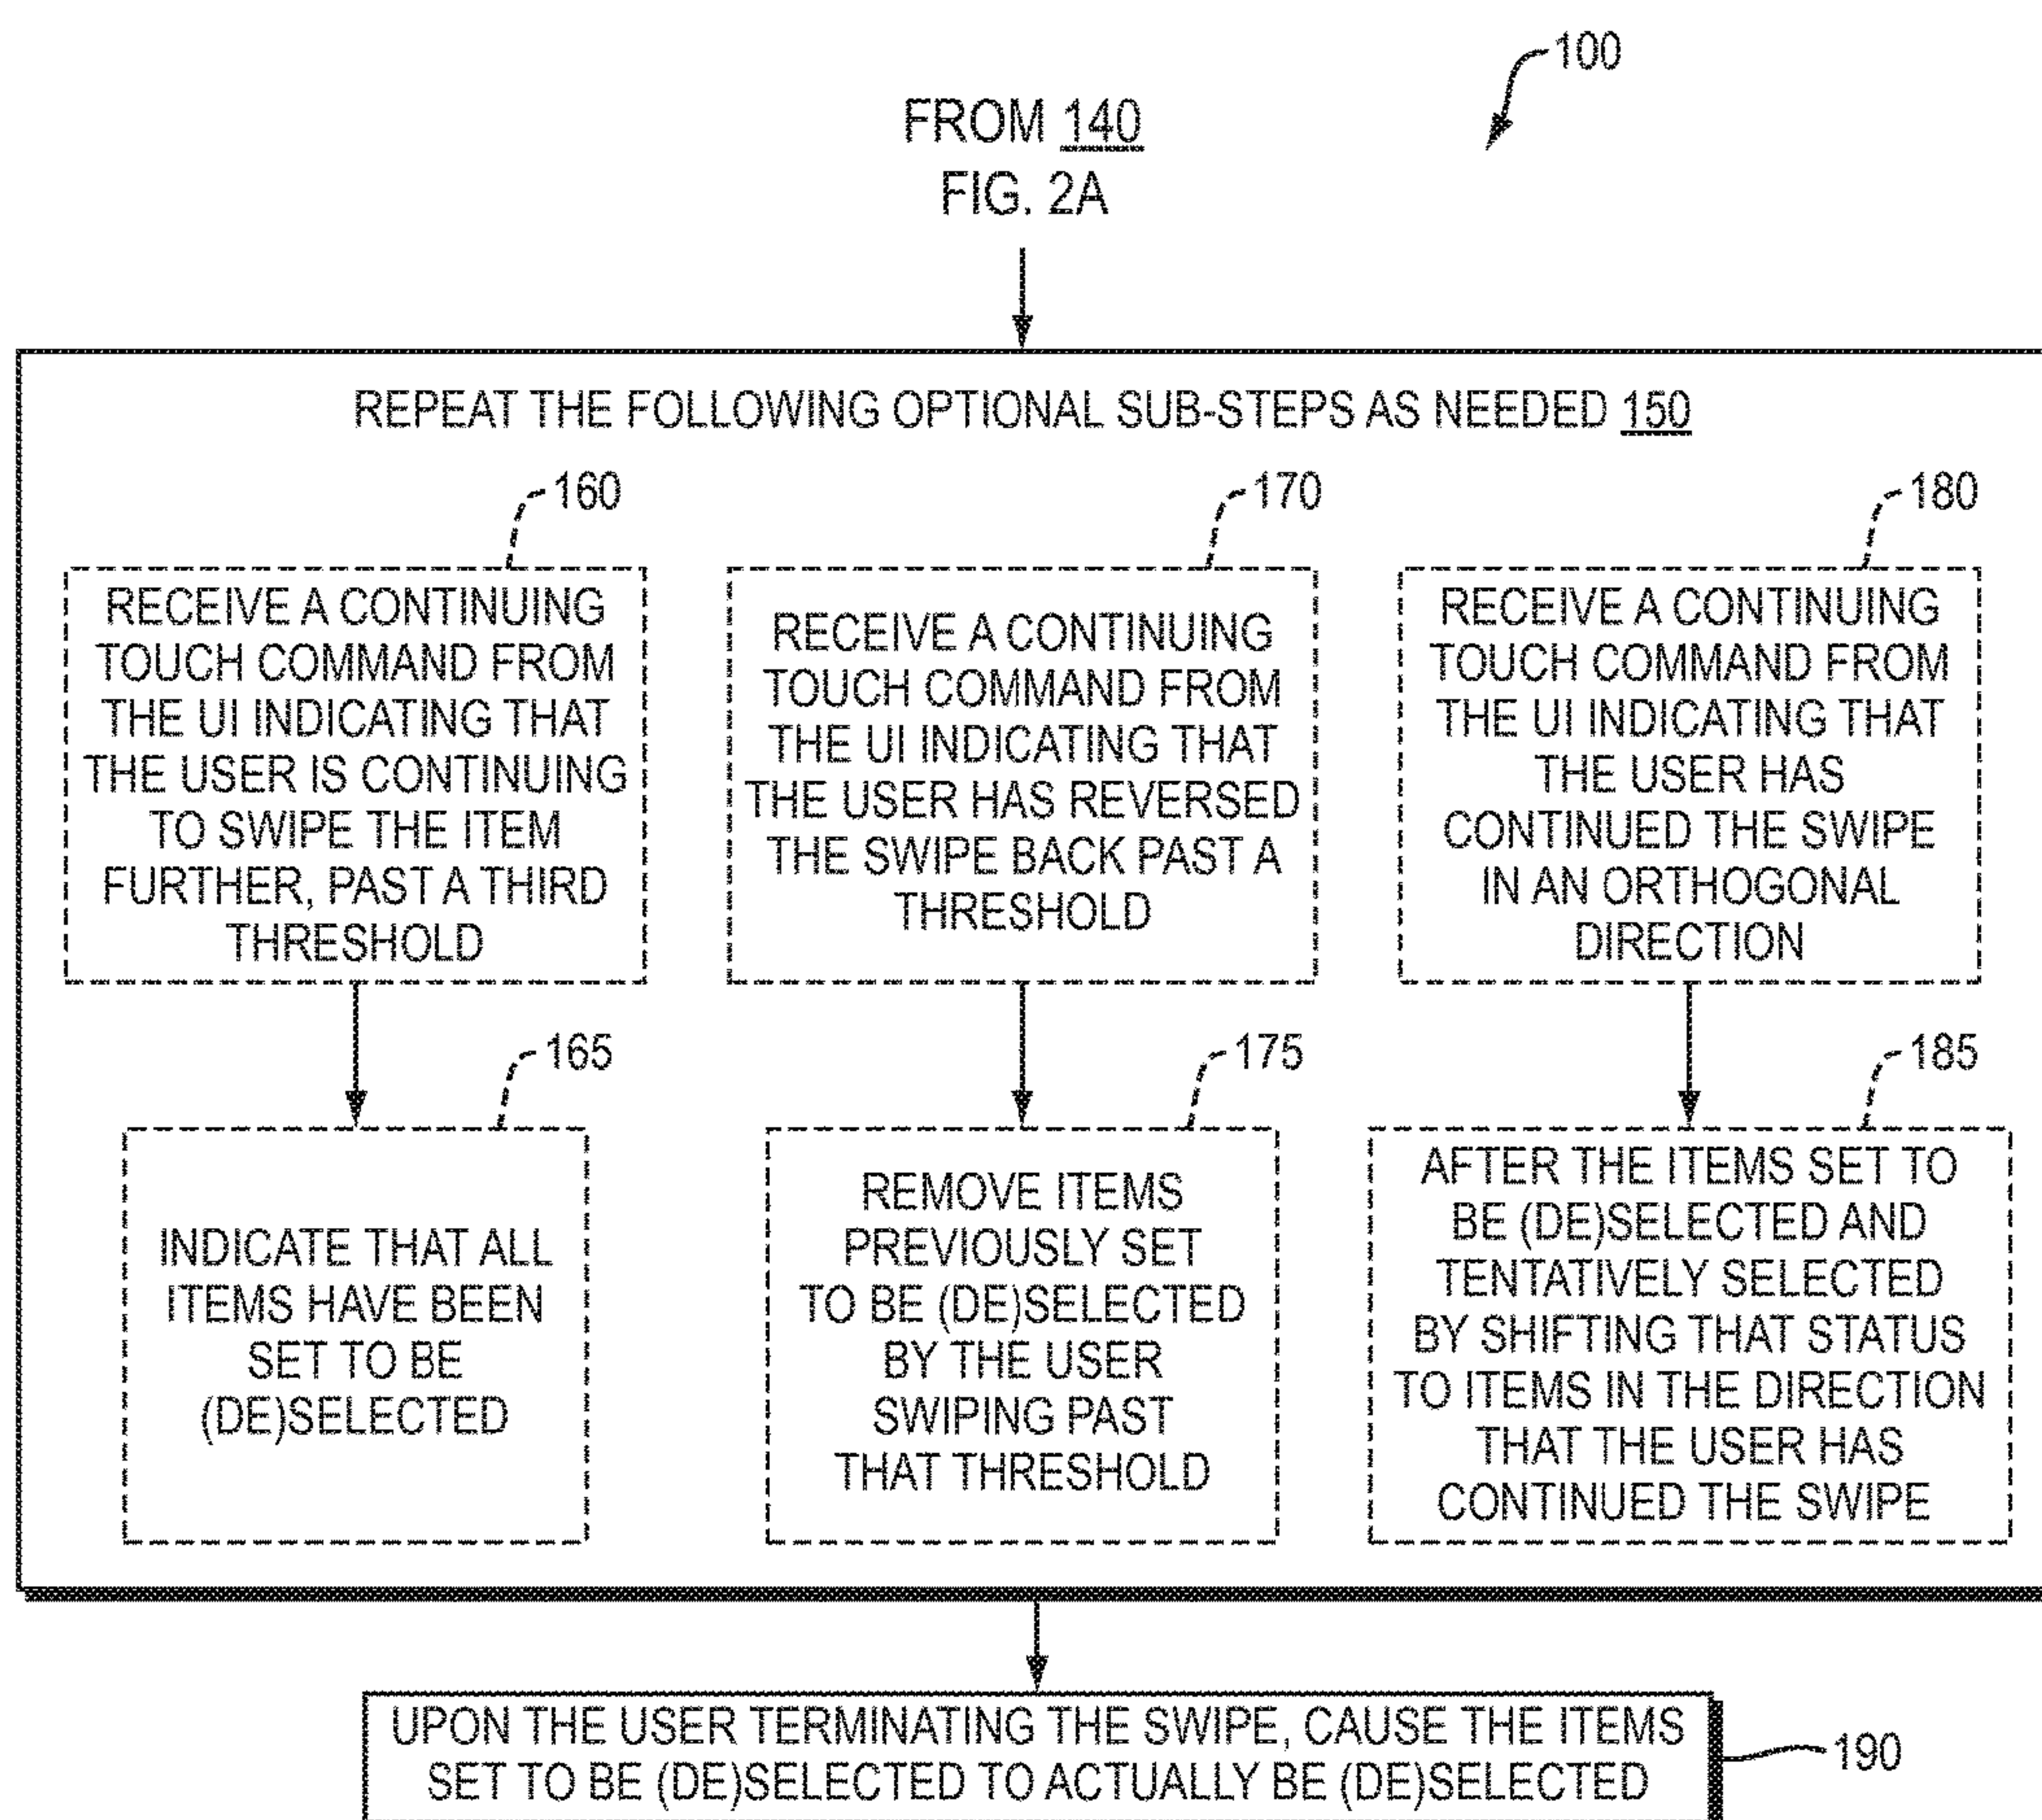 100
FROM 140
FIG. 2A
REPEAT THE FOLLOWING OPTIONAL SUB-STEPS AS NEEDED 150
160
RECEIVE A CONTINUING
TOUCH COMMAND FROM
THE UI INDICATING THAT
THE USER IS CONTINUING
TO SWIPE THE ITEM
FURTHER, PAST A THIRD
THRESHOLD
170
RECEIVE A CONTINUING
TOUCH COMMAND FROM
THE UI INDICATING THAT
THE USER HAS REVERSED
THE SWIPE BACK PAST A
THRESHOLD
180
RECEIVE A CONTINUING
TOUCH COMMAND FROM
THE UI INDICATING THAT
THE USER HAS
CONTINUED THE SWIPE
IN AN ORTHOGONAL
DIRECTION
165
INDICATE THAT ALL
ITEMS HAVE BEEN
SET TO BE
(DE)SELECTED
175
REMOVE ITEMS
PREVIOUSLY SET
TO BE (DE)SELECTED
BY THE USER
SWIPING PAST
THAT THRESHOLD
185
AFTER THE ITEMS SET TO
BE (DE)SELECTED AND
TENTATIVELY SELECTED
BY SHIFTING THAT STATUS
TO ITEMS IN THE DIRECTION
THAT THE USER HAS
CONTINUED THE SWIPE
UPON THE USER TERMINATING THE SWIPE, CAUSE THE ITEMS
SET TO BE (DE)SELECTED TO ACTUALLY BE (DE)SELECTED
190